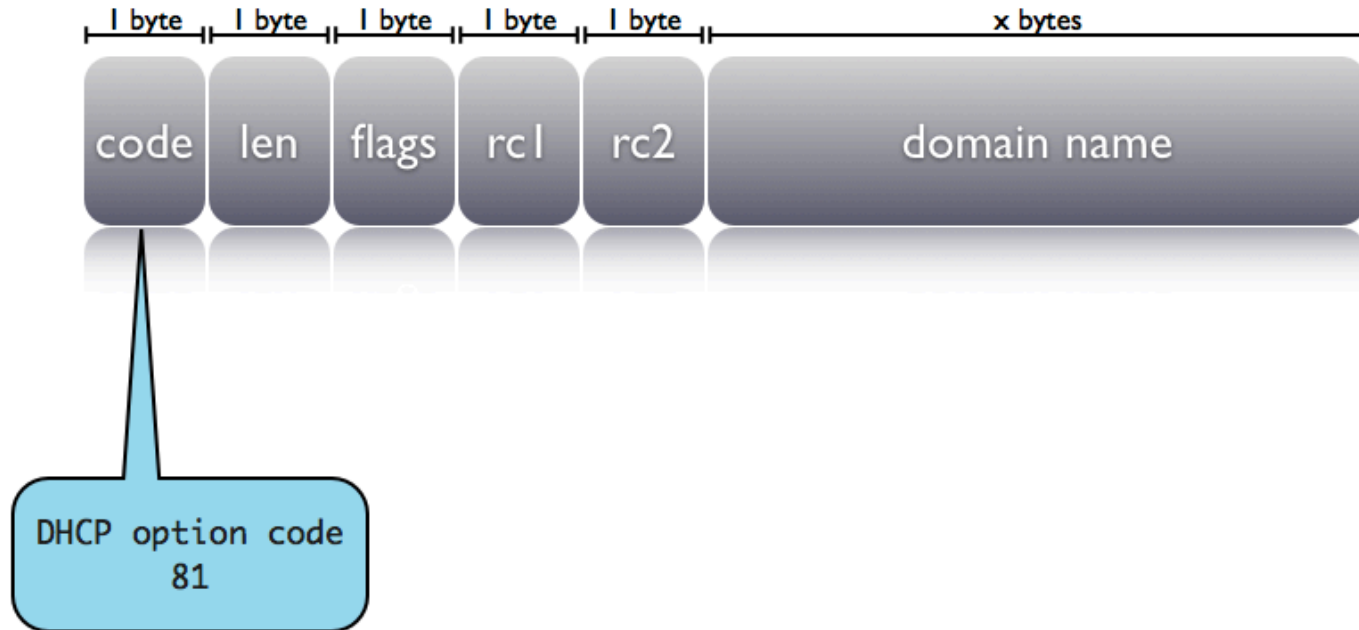 1 byte 1 byte 1 byte 1 byte 1 byte x bytes
code len flags rc1 rc2 domain name
DHCP option code
81